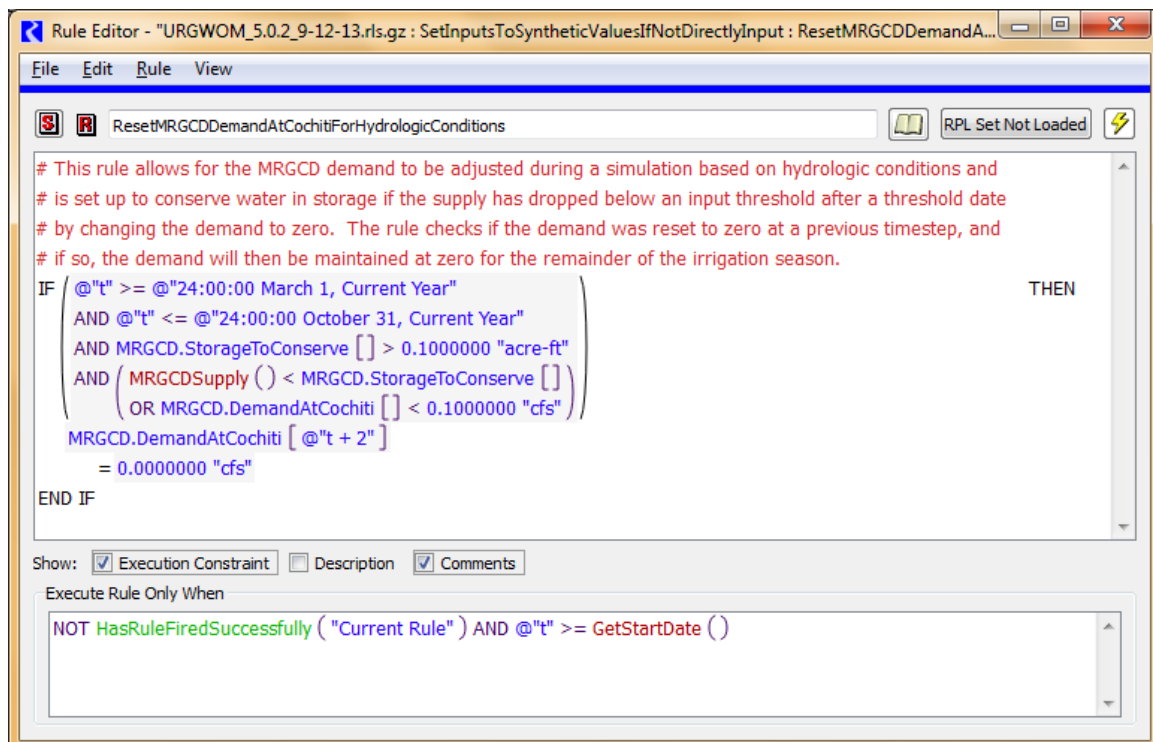 Rule Editor - "URGWOM_5.0.2_9-12-13.rls.gz : SetInputsToSyntheticValuesIfNotDirectlyInput : ResetMRGCDDemandA...
File Edit Rule View
S R ResetMRGCDDemandAtCochitiForHydrologicConditions RPL Set Not Loaded
# This rule allows for the MRGCD demand to be adjusted during a simulation based on hydrologic conditions and
# is set up to conserve water in storage if the supply has dropped below an input threshold after a threshold date
# by changing the demand to zero. The rule checks if the demand was reset to zero at a previous timestep, and
# if so, the demand will then be maintained at zero for the remainder of the irrigation season.
IF ( @"t" >= @"24:00:00 March 1, Current Year" THEN
AND @"t" <= @"24:00:00 October 31, Current Year"
AND MRGCD.StorageToConserve [] > 0.1000000 "acre-ft"
AND ( MRGCDSupply () < MRGCD.StorageToConserve []
OR MRGCD.DemandAtCochiti [] < 0.1000000 "cfs" ) )
MRGCD.DemandAtCochiti [ @"t + 2" ]
= 0.0000000 "cfs"
END IF
Show: Execution Constraint Description Comments
Execute Rule Only When
NOT HasRuleFiredSuccessfully ( "Current Rule" ) AND @"t" >= GetStartDate ()